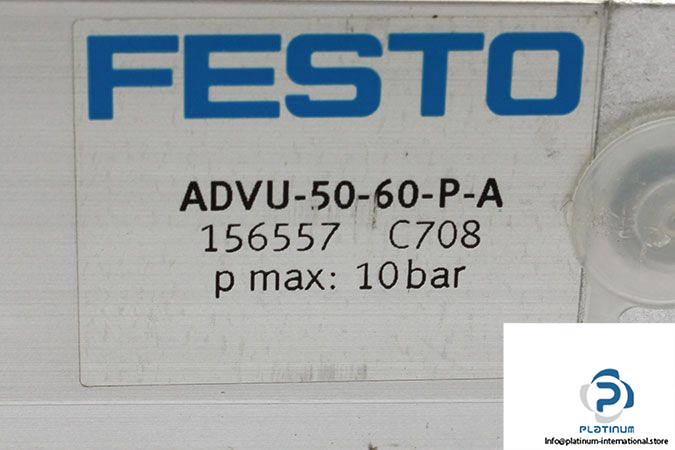 FESTO
ADVU-50-60-P-A
156557 C708
p max: 10bar
PLATINUM
Info@platinum-international.store